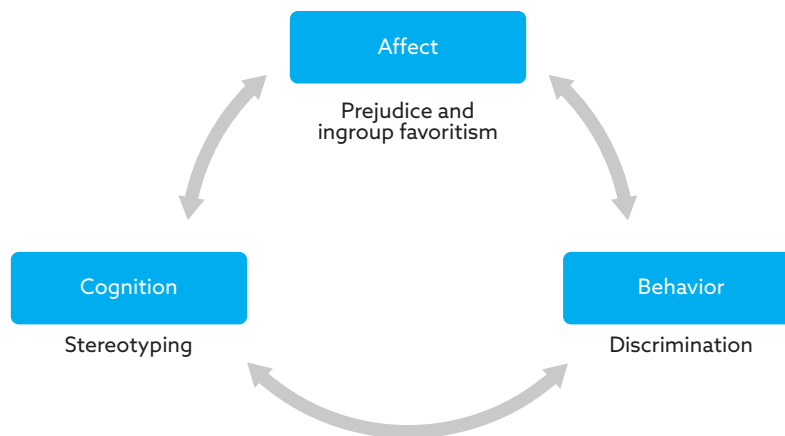 Affect
Prejudice and
ingroup favoritism
Cognition
Behavior
Stereotyping
Discrimination